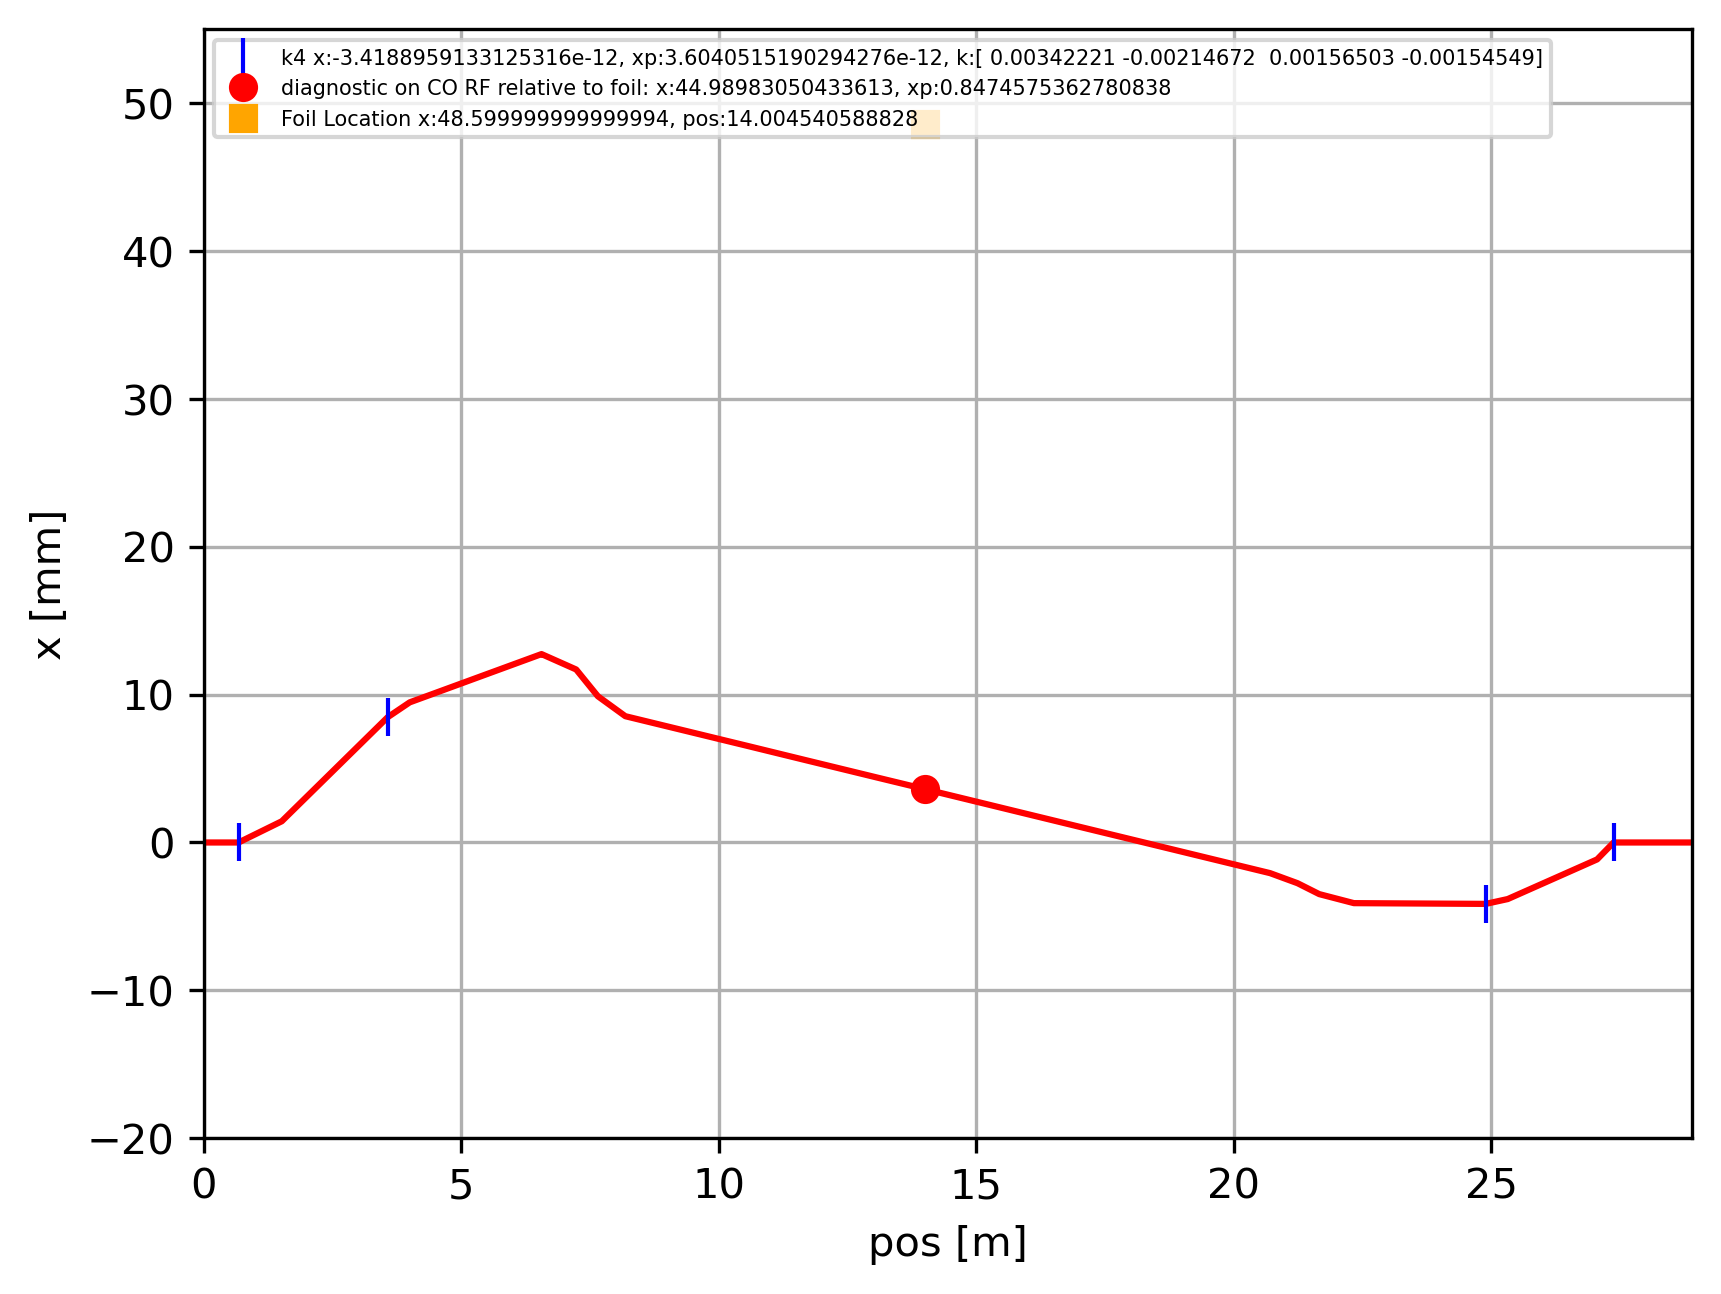 k4 x:-3.4188959133125316e-12, xp:3.6040515190294276e-12, k:[ 0.00342221 -0.00214672  0.00156503 -0.00154549]
diagnostic on CO RF relative to foil: x:44.98983050433613, xp:0.8474575362780838
Foil Location x:48.599999999999994, pos:14.004540588828
50
40
30
20
10
0
−10
−20
x [mm]
0 5 10 15 20 25
pos [m]